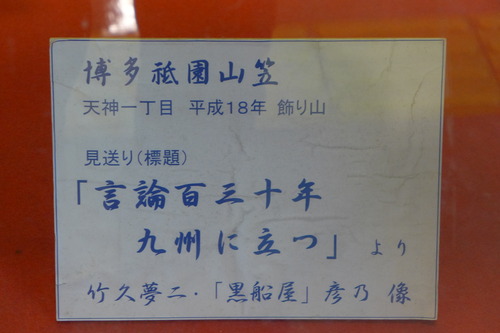 博多祇園山笠
天神一丁目 平成18年 飾り山
見送り(標題)
「言論百三十年
九州に立つ」より
竹久夢二・「黒船屋」彦乃 像